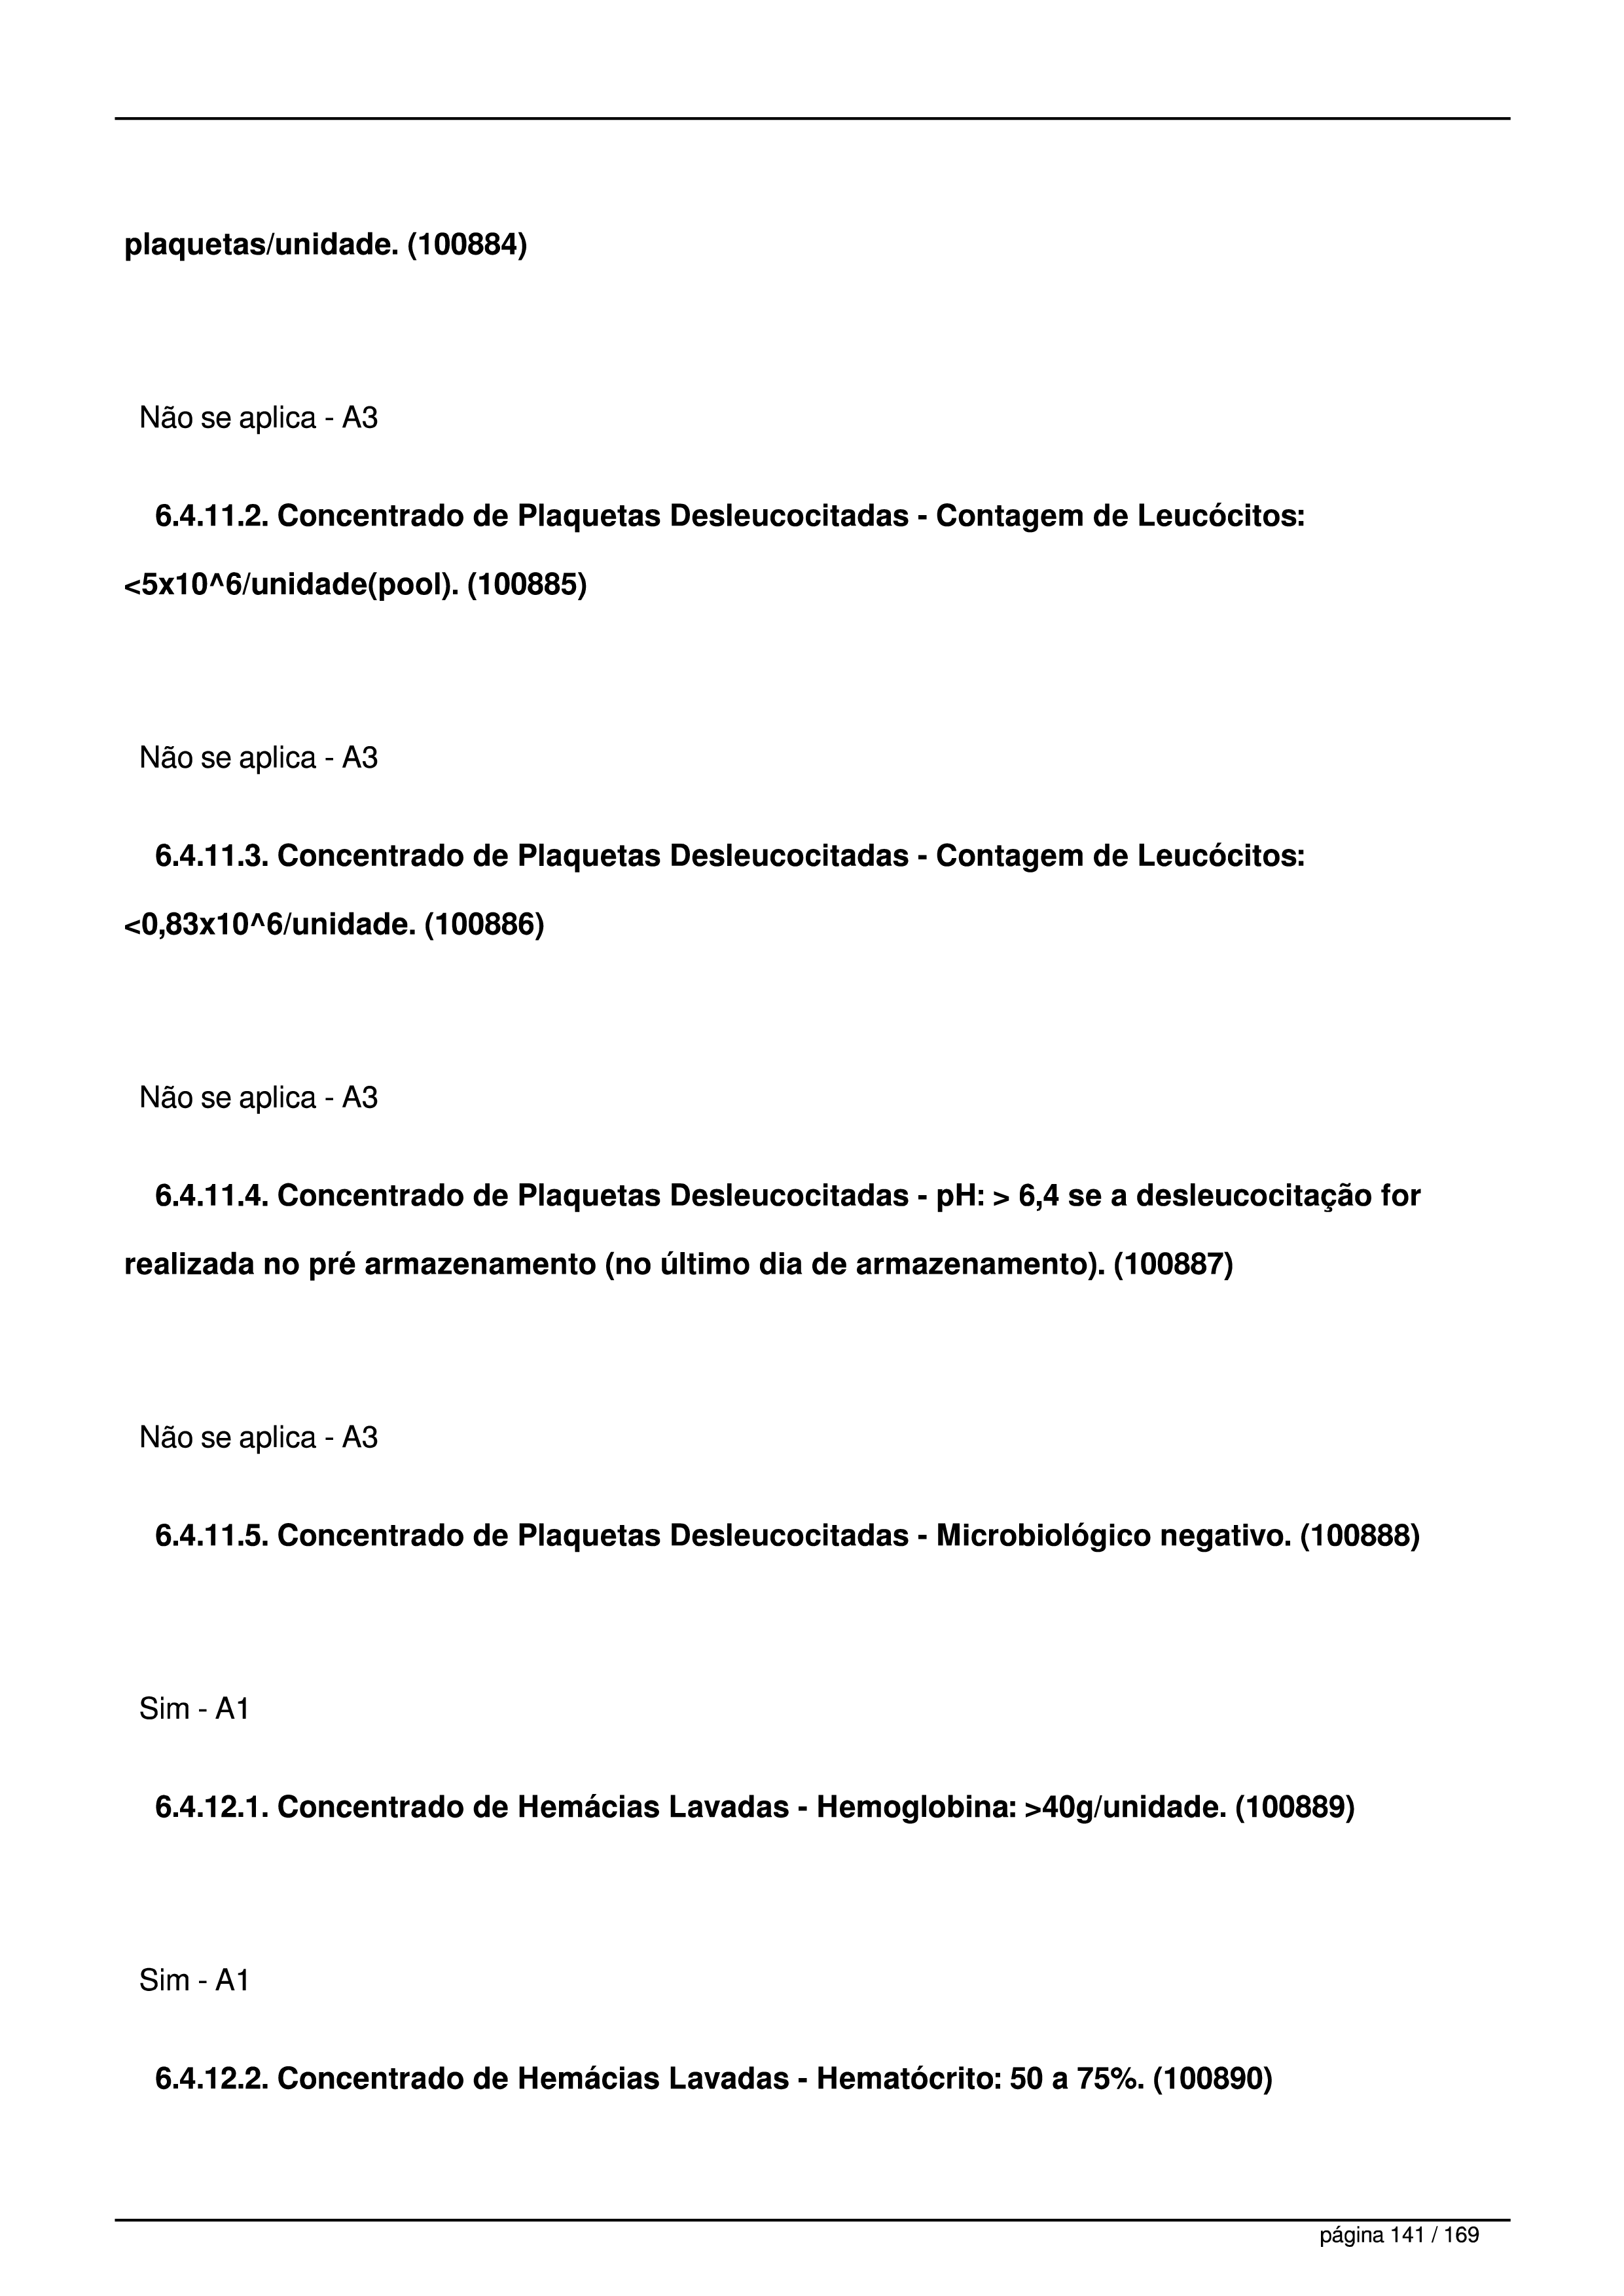 plaquetas/unidade. (100884)
Não se aplica - A3
6.4.11.2. Concentrado de Plaquetas Desleucocitadas - Contagem de Leucócitos:
<5x10^6/unidade(pool). (100885)
Não se aplica - A3
6.4.11.3. Concentrado de Plaquetas Desleucocitadas - Contagem de Leucócitos:
<0,83x10^6/unidade. (100886)
Não se aplica - A3
6.4.11.4. Concentrado de Plaquetas Desleucocitadas - pH: > 6,4 se a desleucocitação for
realizada no pré armazenamento (no último dia de armazenamento). (100887)
Não se aplica - A3
6.4.11.5. Concentrado de Plaquetas Desleucocitadas - Microbiológico negativo. (100888)
Sim - A1
6.4.12.1. Concentrado de Hemácias Lavadas - Hemoglobina: >40g/unidade. (100889)
Sim - A1
6.4.12.2. Concentrado de Hemácias Lavadas - Hematócrito: 50 a 75%. (100890)
página 141 / 169